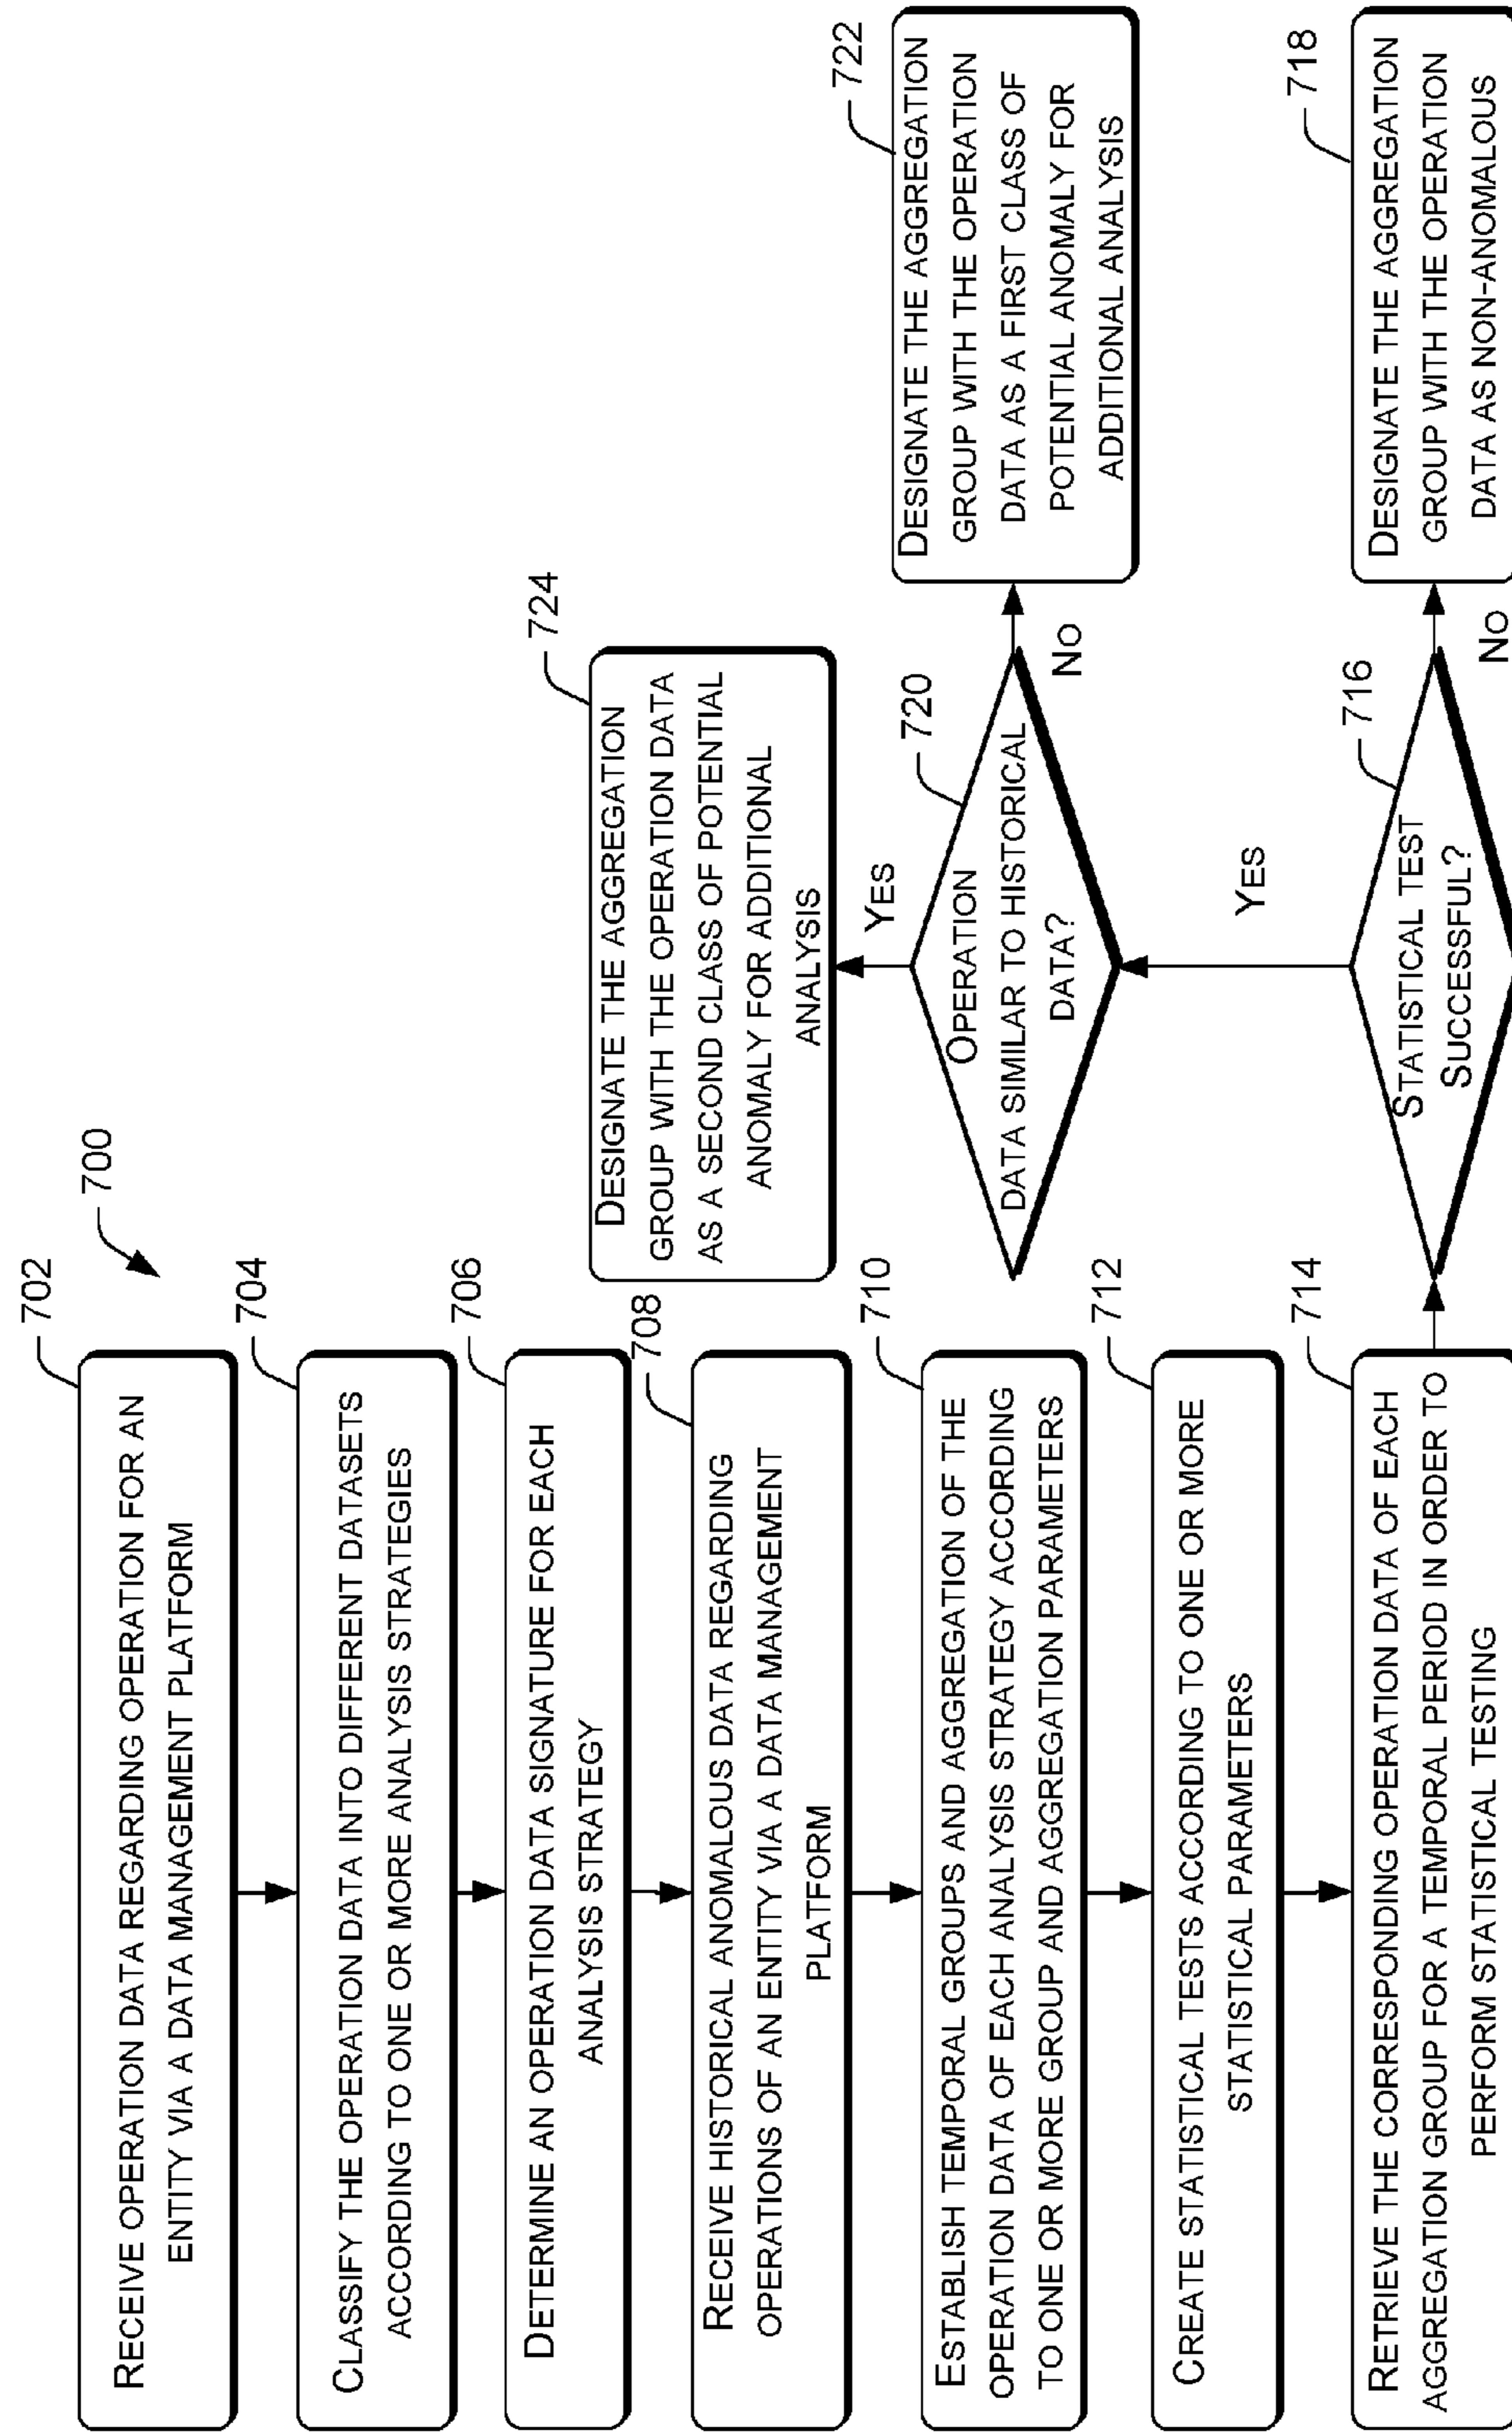 700
702
RECEIVE OPERATION DATA REGARDING OPERATION FOR AN
ENTITY VIA A DATA MANAGEMENT PLATFORM
704
CLASSIFY THE OPERATION DATA INTO DIFFERENT DATASETS
ACCORDING TO ONE OR MORE ANALYSIS STRATEGIES
706
DETERMINE AN OPERATION DATA SIGNATURE FOR EACH
ANALYSIS STRATEGY
708
RECEIVE HISTORICAL ANOMALOUS DATA REGARDING
OPERATIONS OF AN ENTITY VIA A DATA MANAGEMENT
PLATFORM
710
ESTABLISH TEMPORAL GROUPS AND AGGREGATION OF THE
OPERATION DATA OF EACH ANALYSIS STRATEGY ACCORDING
TO ONE OR MORE GROUP AND AGGREGATION PARAMETERS
712
CREATE STATISTICAL TESTS ACCORDING TO ONE OR MORE
STATISTICAL PARAMETERS
714
RETRIEVE THE CORRESPONDING OPERATION DATA OF EACH
AGGREGATION GROUP FOR A TEMPORAL PERIOD IN ORDER TO
PERFORM STATISTICAL TESTING
716
STATISTICAL TEST
SUCCESSFUL?
NO
YES
718
DESIGNATE THE AGGREGATION
GROUP WITH THE OPERATION
DATA AS NON-ANOMALOUS
720
OPERATION
DATA SIMILAR TO HISTORICAL
DATA?
NO
YES
722
DESIGNATE THE AGGREGATION
GROUP WITH THE OPERATION
DATA AS A FIRST CLASS OF
POTENTIAL ANOMALY FOR
ADDITIONAL ANALYSIS
724
DESIGNATE THE AGGREGATION
GROUP WITH THE OPERATION DATA
AS A SECOND CLASS OF POTENTIAL
ANOMALY FOR ADDITIONAL
ANALYSIS